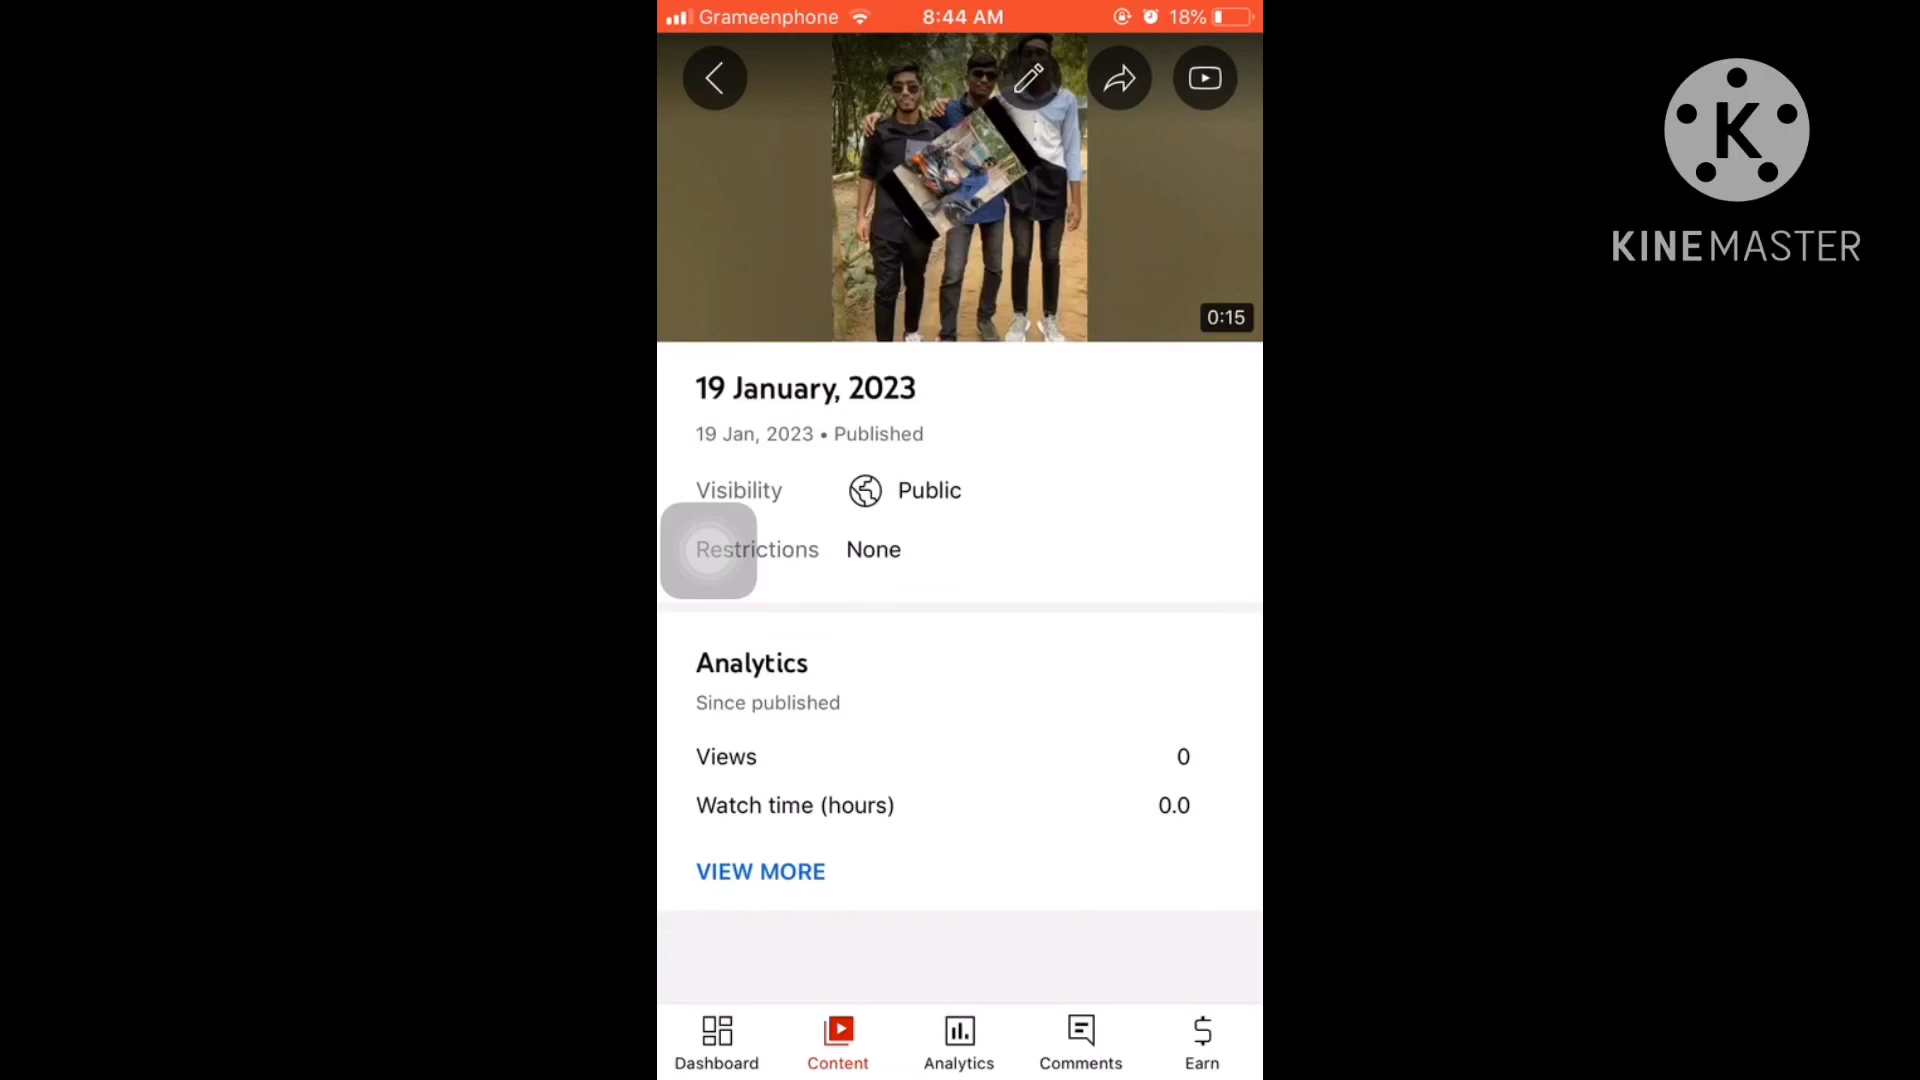 Grameenphone 8:44 AM 18%
K
KINEMASTER
0:15
19 January, 2023
19 Jan, 2023 • Published
Visibility Public
Restrictions None
Analytics
Since published
Views 0
Watch time (hours) 0.0
VIEW MORE
Dashboard Content Analytics Comments Earn